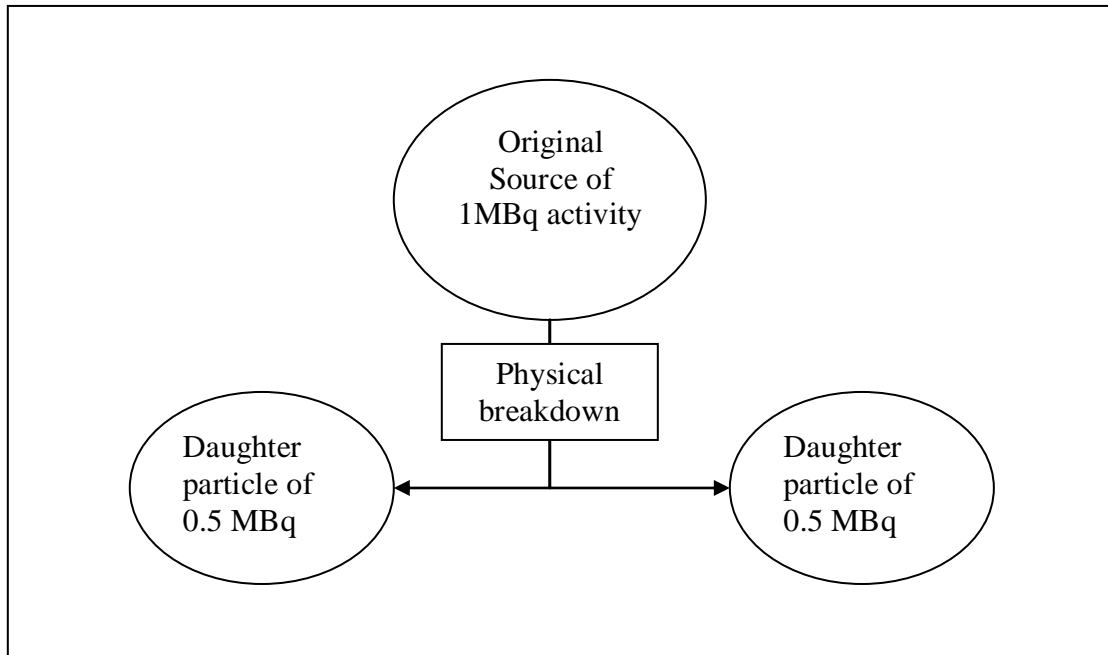 Original
Source of
1MBq activity
Physical
breakdown
Daughter
particle of
0.5 MBq
Daughter
particle of
0.5 MBq